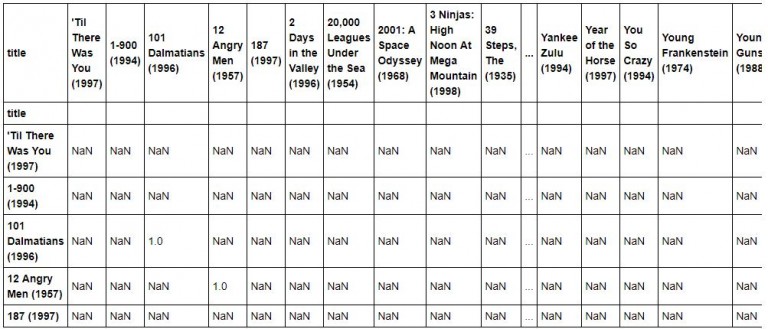 title 'Til There Was You (1997) 1-900 (1994) 101 Dalmatians (1996) 12 Angry Men (1957) 187 (1997) 2 Days in the Valley (1996) 20,000 Leagues Under the Sea (1954) 2001: A Space Odyssey (1968) 3 Ninjas: High Noon At Mega Mountain (1998) 39 Steps, The (1935) ... Yankee Zulu (1994) Year of the Horse (1997) You So Crazy (1994) Young Frankenstein (1974) Youn Guns (1988
title
'Til There Was You (1997) NaN NaN NaN NaN NaN NaN NaN NaN NaN NaN ... NaN NaN NaN NaN NaN
1-900 (1994) NaN NaN NaN NaN NaN NaN NaN NaN NaN NaN ... NaN NaN NaN NaN NaN
101 Dalmatians (1996) NaN NaN 1.0 NaN NaN NaN NaN NaN NaN NaN ... NaN NaN NaN NaN NaN
12 Angry Men (1957) NaN NaN NaN 1.0 NaN NaN NaN NaN NaN NaN ... NaN NaN NaN NaN NaN
187 (1997) NaN NaN NaN NaN NaN NaN NaN NaN NaN NaN ... NaN NaN NaN NaN NaN